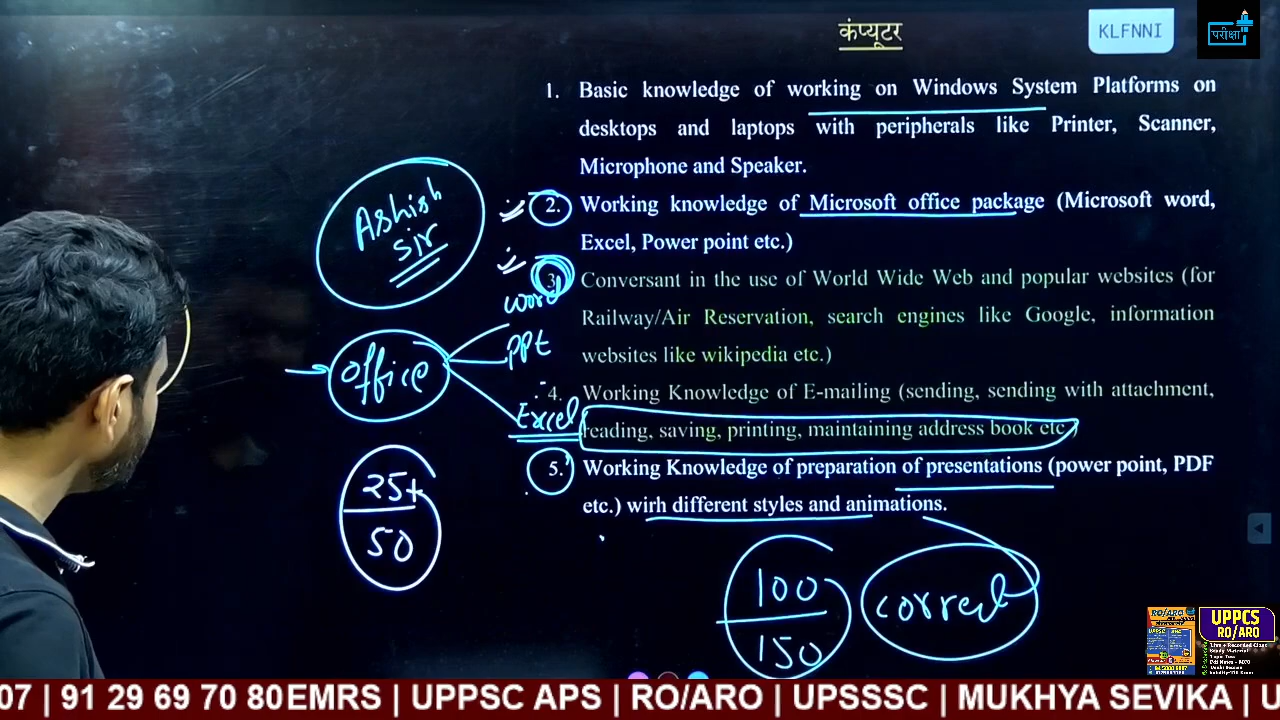 कंप्यूटर
KLFNNI
परीक्षा
1. Basic knowledge of working on Windows System Platforms on
desktops and laptops with peripherals like Printer, Scanner,
Microphone and Speaker.
2. Working knowledge of Microsoft office package (Microsoft word,
Excel, Power point etc.)
3. Conversant in the use of World Wide Web and popular websites (for
Railway/Air Reservation, search engines like Google, information
websites like wikipedia etc.)
4. Working Knowledge of E-mailing (sending, sending with attachment,
reading, saving, printing, maintaining address book etc.)
5. Working Knowledge of preparation of presentations (power point, PDF
etc.) wirh different styles and animations.
Ashish
Sir
Office
word
PPt
Excel
25+
50
100
150
correct
RO/ARO
UPPCS
RO/ARO
07 | 91 29 69 70 80 EMRS | UPPSC APS | RO/ARO | UPSSSC | MUKHYA SEVIKA | U